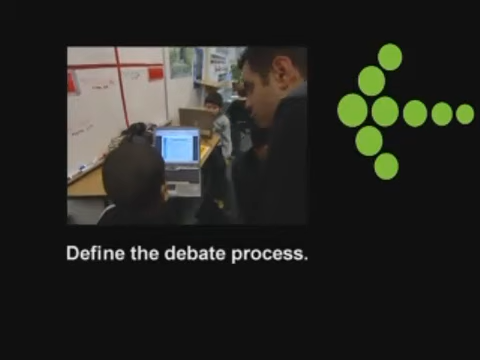 Define the debate process.